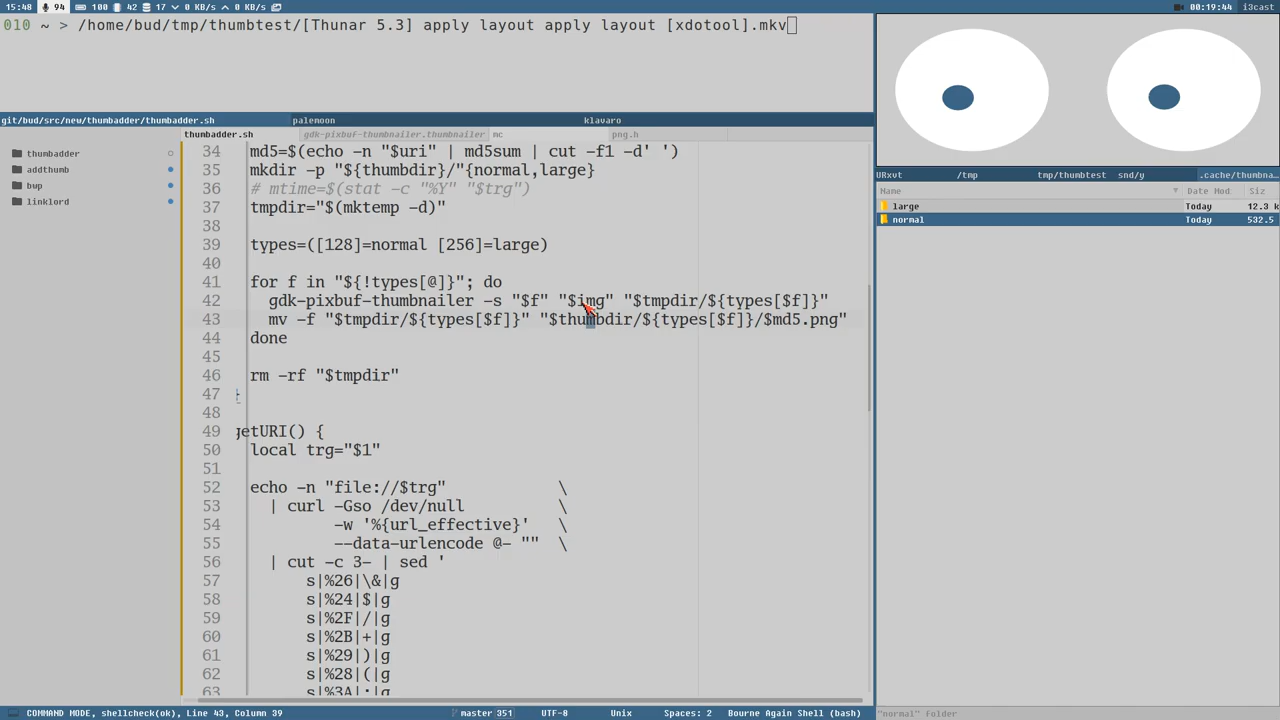 15:48 94 100 42 17 0 KB/s 0 KB/s 00:19:44 i3cast
010 ~ > /home/bud/tmp/thumbtest/[Thunar 5.3] apply layout apply layout [xdotool].mkv
git/bud/src/new/thumbadder/thumbadder.sh palemoon klavaro
URxvt /tmp tmp/thumbtest snd/y .cache/thumbna...
thumbadder.sh gdk-pixbuf-thumbnailer.thumbnailer mc png.h
Name Date Mod Siz
large Today 12.3 k
normal Today 532.5
thumbadder
addthumb
bup
linklord
34 md5=$(echo -n "$uri" | md5sum | cut -f1 -d' ')
35 mkdir -p "${thumbdir}/"{normal,large}
36 # mtime=$(stat -c "%Y" "$trg")
37 tmpdir="$(mktemp -d)"
38
39 types=([128]=normal [256]=large)
40
41 for f in "${!types[@]}"; do
42 gdk-pixbuf-thumbnailer -s "$f" "$img" "$tmpdir/${types[$f]}"
43 mv -f "$tmpdir/${types[$f]}" "$thumbdir/${types[$f]}/$md5.png"
44 done
45
46 rm -rf "$tmpdir"
47 }
48
49 getURI() {
50 local trg="$1"
51
52 echo -n "file://$trg" \
53 | curl -Gso /dev/null \
54 -w '%{url_effective}' \
55 --data-urlencode @- "" \
56 | cut -c 3- | sed '
57 s|%26|\&|g
58 s|%24|$|g
59 s|%2F|/|g
60 s|%2B|+|g
61 s|%29|)|g
62 s|%28|(|g
63 s|%3A|:|g
COMMAND MODE, shellcheck(ok), Line 43, Column 39 master 351 UTF-8 Unix Spaces: 2 Bourne Again Shell (bash)
"normal" Folder